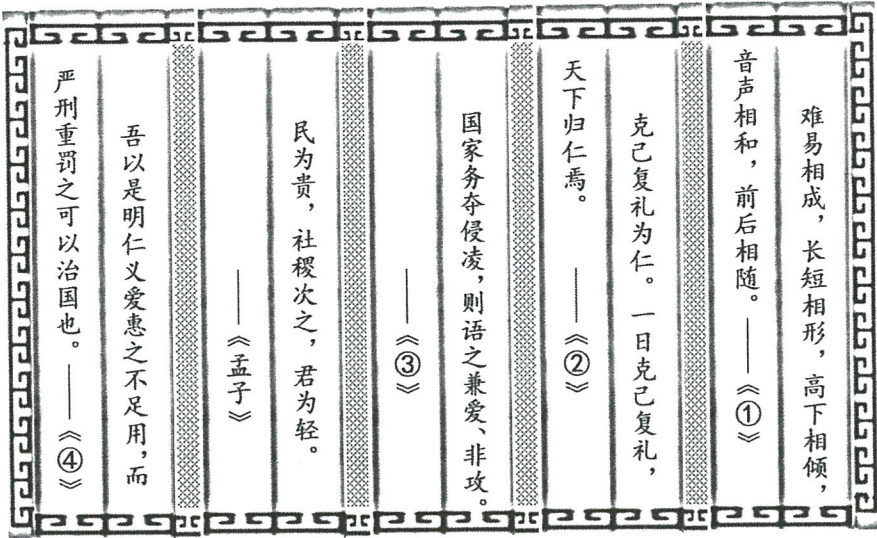 难易相成，长短相形，高下相倾，
音声相和，前后相随。——《①》
克己复礼为仁。一日克己复礼，
天下归仁焉。——《②》
国家务夺侵凌，则语之兼爱、非攻。
——《③》
民为贵，社稷次之，君为轻。
——《孟子》
吾以是明仁义爱惠之不足用，而
严刑重罚之可以治国也。——《④》